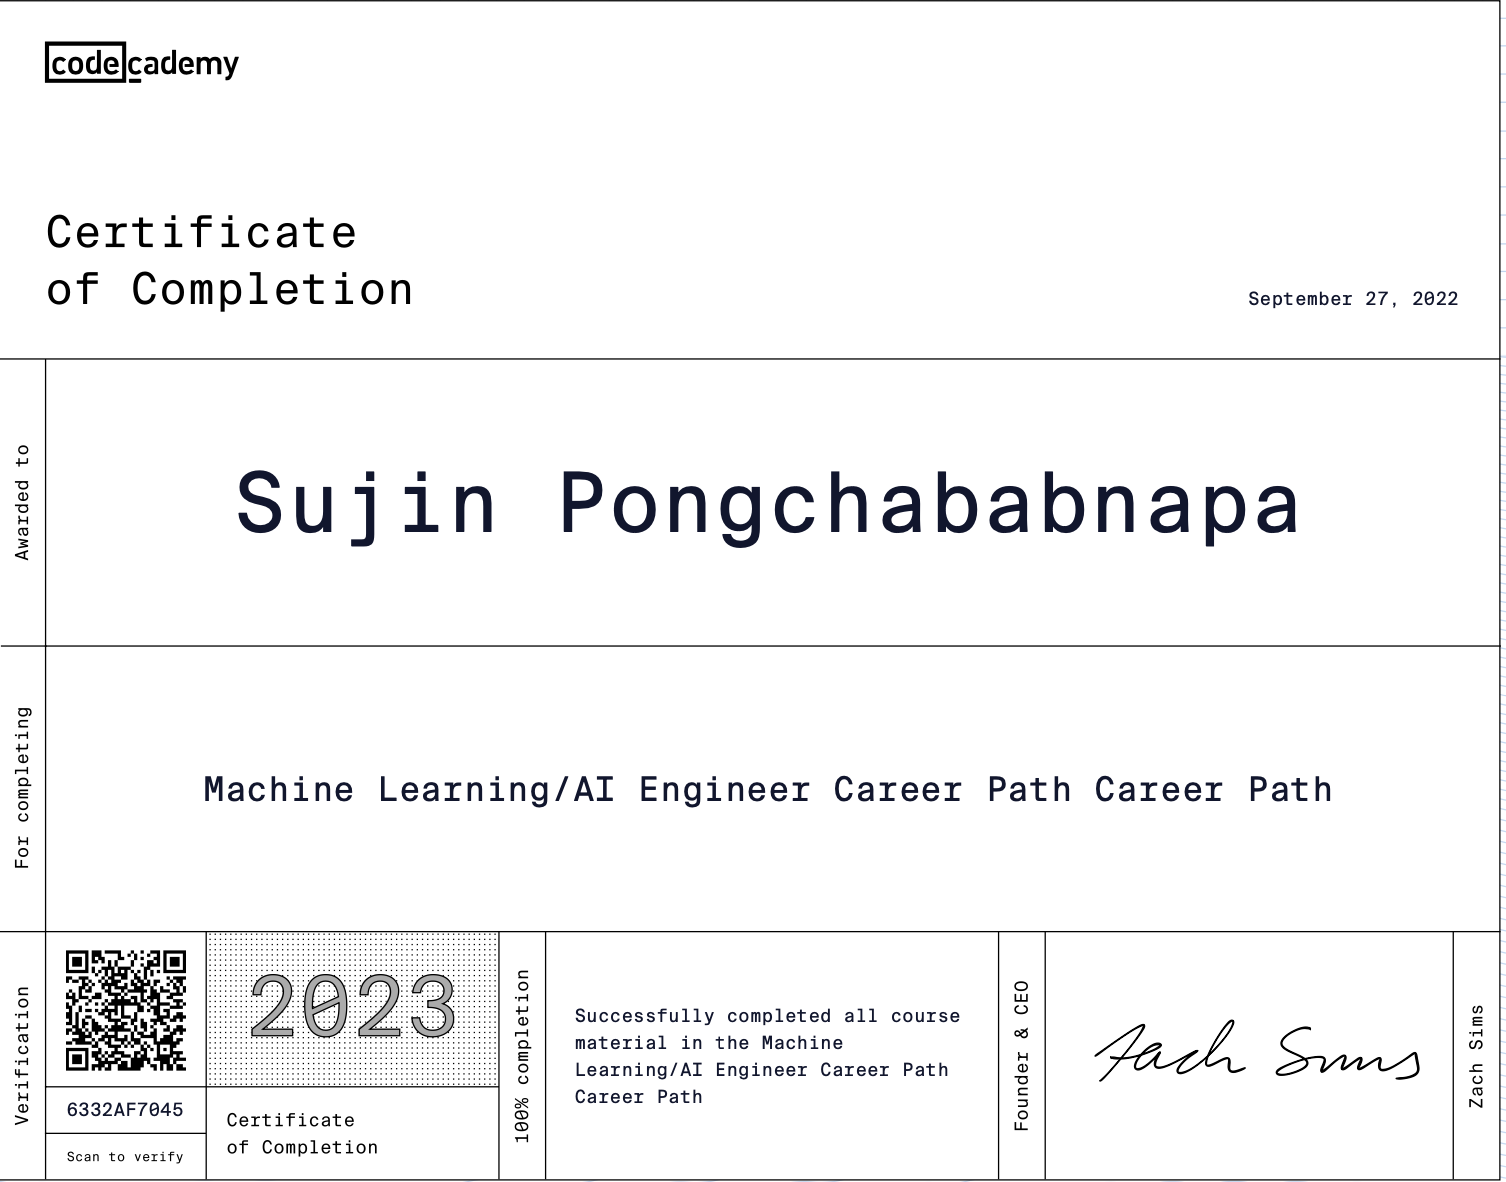 codecademy
Certificate
of Completion
September 27, 2022
Awarded to
Sujin Pongchababnapa
For completing
Machine Learning/AI Engineer Career Path Career Path
Verification
6332AF7045
Scan to verify
2023
Certificate
of Completion
100% completion
Successfully completed all course
material in the Machine
Learning/AI Engineer Career Path
Career Path
Founder & CEO
Zach Sims
Zach Sims